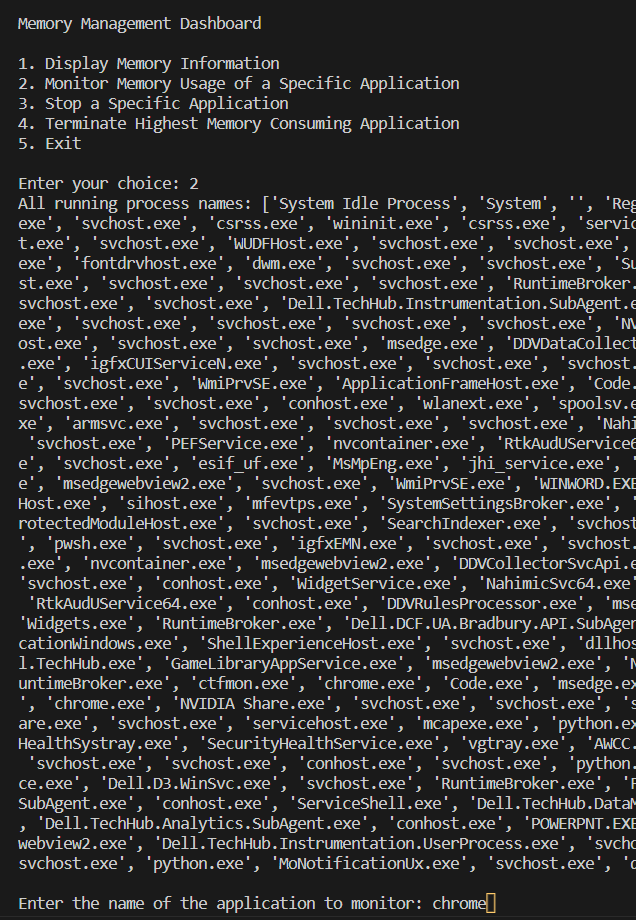 Memory Management Dashboard
1. Display Memory Information
2. Monitor Memory Usage of a Specific Application
3. Stop a Specific Application
4. Terminate Highest Memory Consuming Application
5. Exit
Enter your choice: 2
All running process names: ['System Idle Process', 'System', '', 'Reg
exe', 'svchost.exe', 'csrss.exe', 'wininit.exe', 'csrss.exe', 'servic
t.exe', 'svchost.exe', 'WUDFHost.exe', 'svchost.exe', 'svchost.exe',
exe', 'fontdrvhost.exe', 'dwm.exe', 'svchost.exe', 'svchost.exe', 'Su
st.exe', 'svchost.exe', 'svchost.exe', 'svchost.exe', 'RuntimeBroker.
svchost.exe', 'svchost.exe', 'Dell.TechHub.Instrumentation.SubAgent.e
exe', 'svchost.exe', 'svchost.exe', 'svchost.exe', 'svchost.exe', 'NV
ost.exe', 'svchost.exe', 'svchost.exe', 'msedge.exe', 'DDVDataCollect
.exe', 'igfxCUIServiceN.exe', 'svchost.exe', 'svchost.exe', 'svchost.
e', 'svchost.exe', 'WmiPrvSE.exe', 'ApplicationFrameHost.exe', 'Code.
svchost.exe', 'svchost.exe', 'conhost.exe', 'wlanext.exe', 'spoolsv.e
xe', 'armsvc.exe', 'svchost.exe', 'svchost.exe', 'svchost.exe', 'Nahi
'svchost.exe', 'PEFService.exe', 'nvcontainer.exe', 'RtkAudUService6
e', 'svchost.exe', 'esif_uf.exe', 'MsMpEng.exe', 'jhi_service.exe', '
e', 'msedgewebview2.exe', 'svchost.exe', 'WmiPrvSE.exe', 'WINWORD.EXE
Host.exe', 'sihost.exe', 'mfevtps.exe', 'SystemSettingsBroker.exe', '
rotectedModuleHost.exe', 'svchost.exe', 'SearchIndexer.exe', 'svchost
', 'pwsh.exe', 'svchost.exe', 'igfxEMN.exe', 'svchost.exe', 'svchost.
.exe', 'nvcontainer.exe', 'msedgewebview2.exe', 'DDVCollectorSvcApi.e
'svchost.exe', 'conhost.exe', 'WidgetService.exe', 'NahimicSvc64.exe'
'RtkAudUService64.exe', 'conhost.exe', 'DDVRulesProcessor.exe', 'mse
'Widgets.exe', 'RuntimeBroker.exe', 'Dell.DCF.UA.Bradbury.API.SubAgen
cationWindows.exe', 'ShellExperienceHost.exe', 'svchost.exe', 'dllhos
l.TechHub.exe', 'GameLibraryAppService.exe', 'msedgewebview2.exe', 'N
untimeBroker.exe', 'ctfmon.exe', 'chrome.exe', 'Code.exe', 'msedge.ex
', 'chrome.exe', 'NVIDIA Share.exe', 'svchost.exe', 'svchost.exe', 's
are.exe', 'svchost.exe', 'servicehost.exe', 'mcapexe.exe', 'python.ex
HealthSystray.exe', 'SecurityHealthService.exe', 'vgtray.exe', 'AWCC.
'svchost.exe', 'svchost.exe', 'conhost.exe', 'svchost.exe', 'python.
ce.exe', 'Dell.D3.WinSvc.exe', 'svchost.exe', 'RuntimeBroker.exe', 'F
SubAgent.exe', 'conhost.exe', 'ServiceShell.exe', 'Dell.TechHub.DataM
, 'Dell.TechHub.Analytics.SubAgent.exe', 'conhost.exe', 'POWERPNT.EXE
webview2.exe', 'Dell.TechHub.Instrumentation.UserProcess.exe', 'svcho
svchost.exe', 'python.exe', 'MoNotificationUx.exe', 'svchost.exe', 'd
Enter the name of the application to monitor: chrome